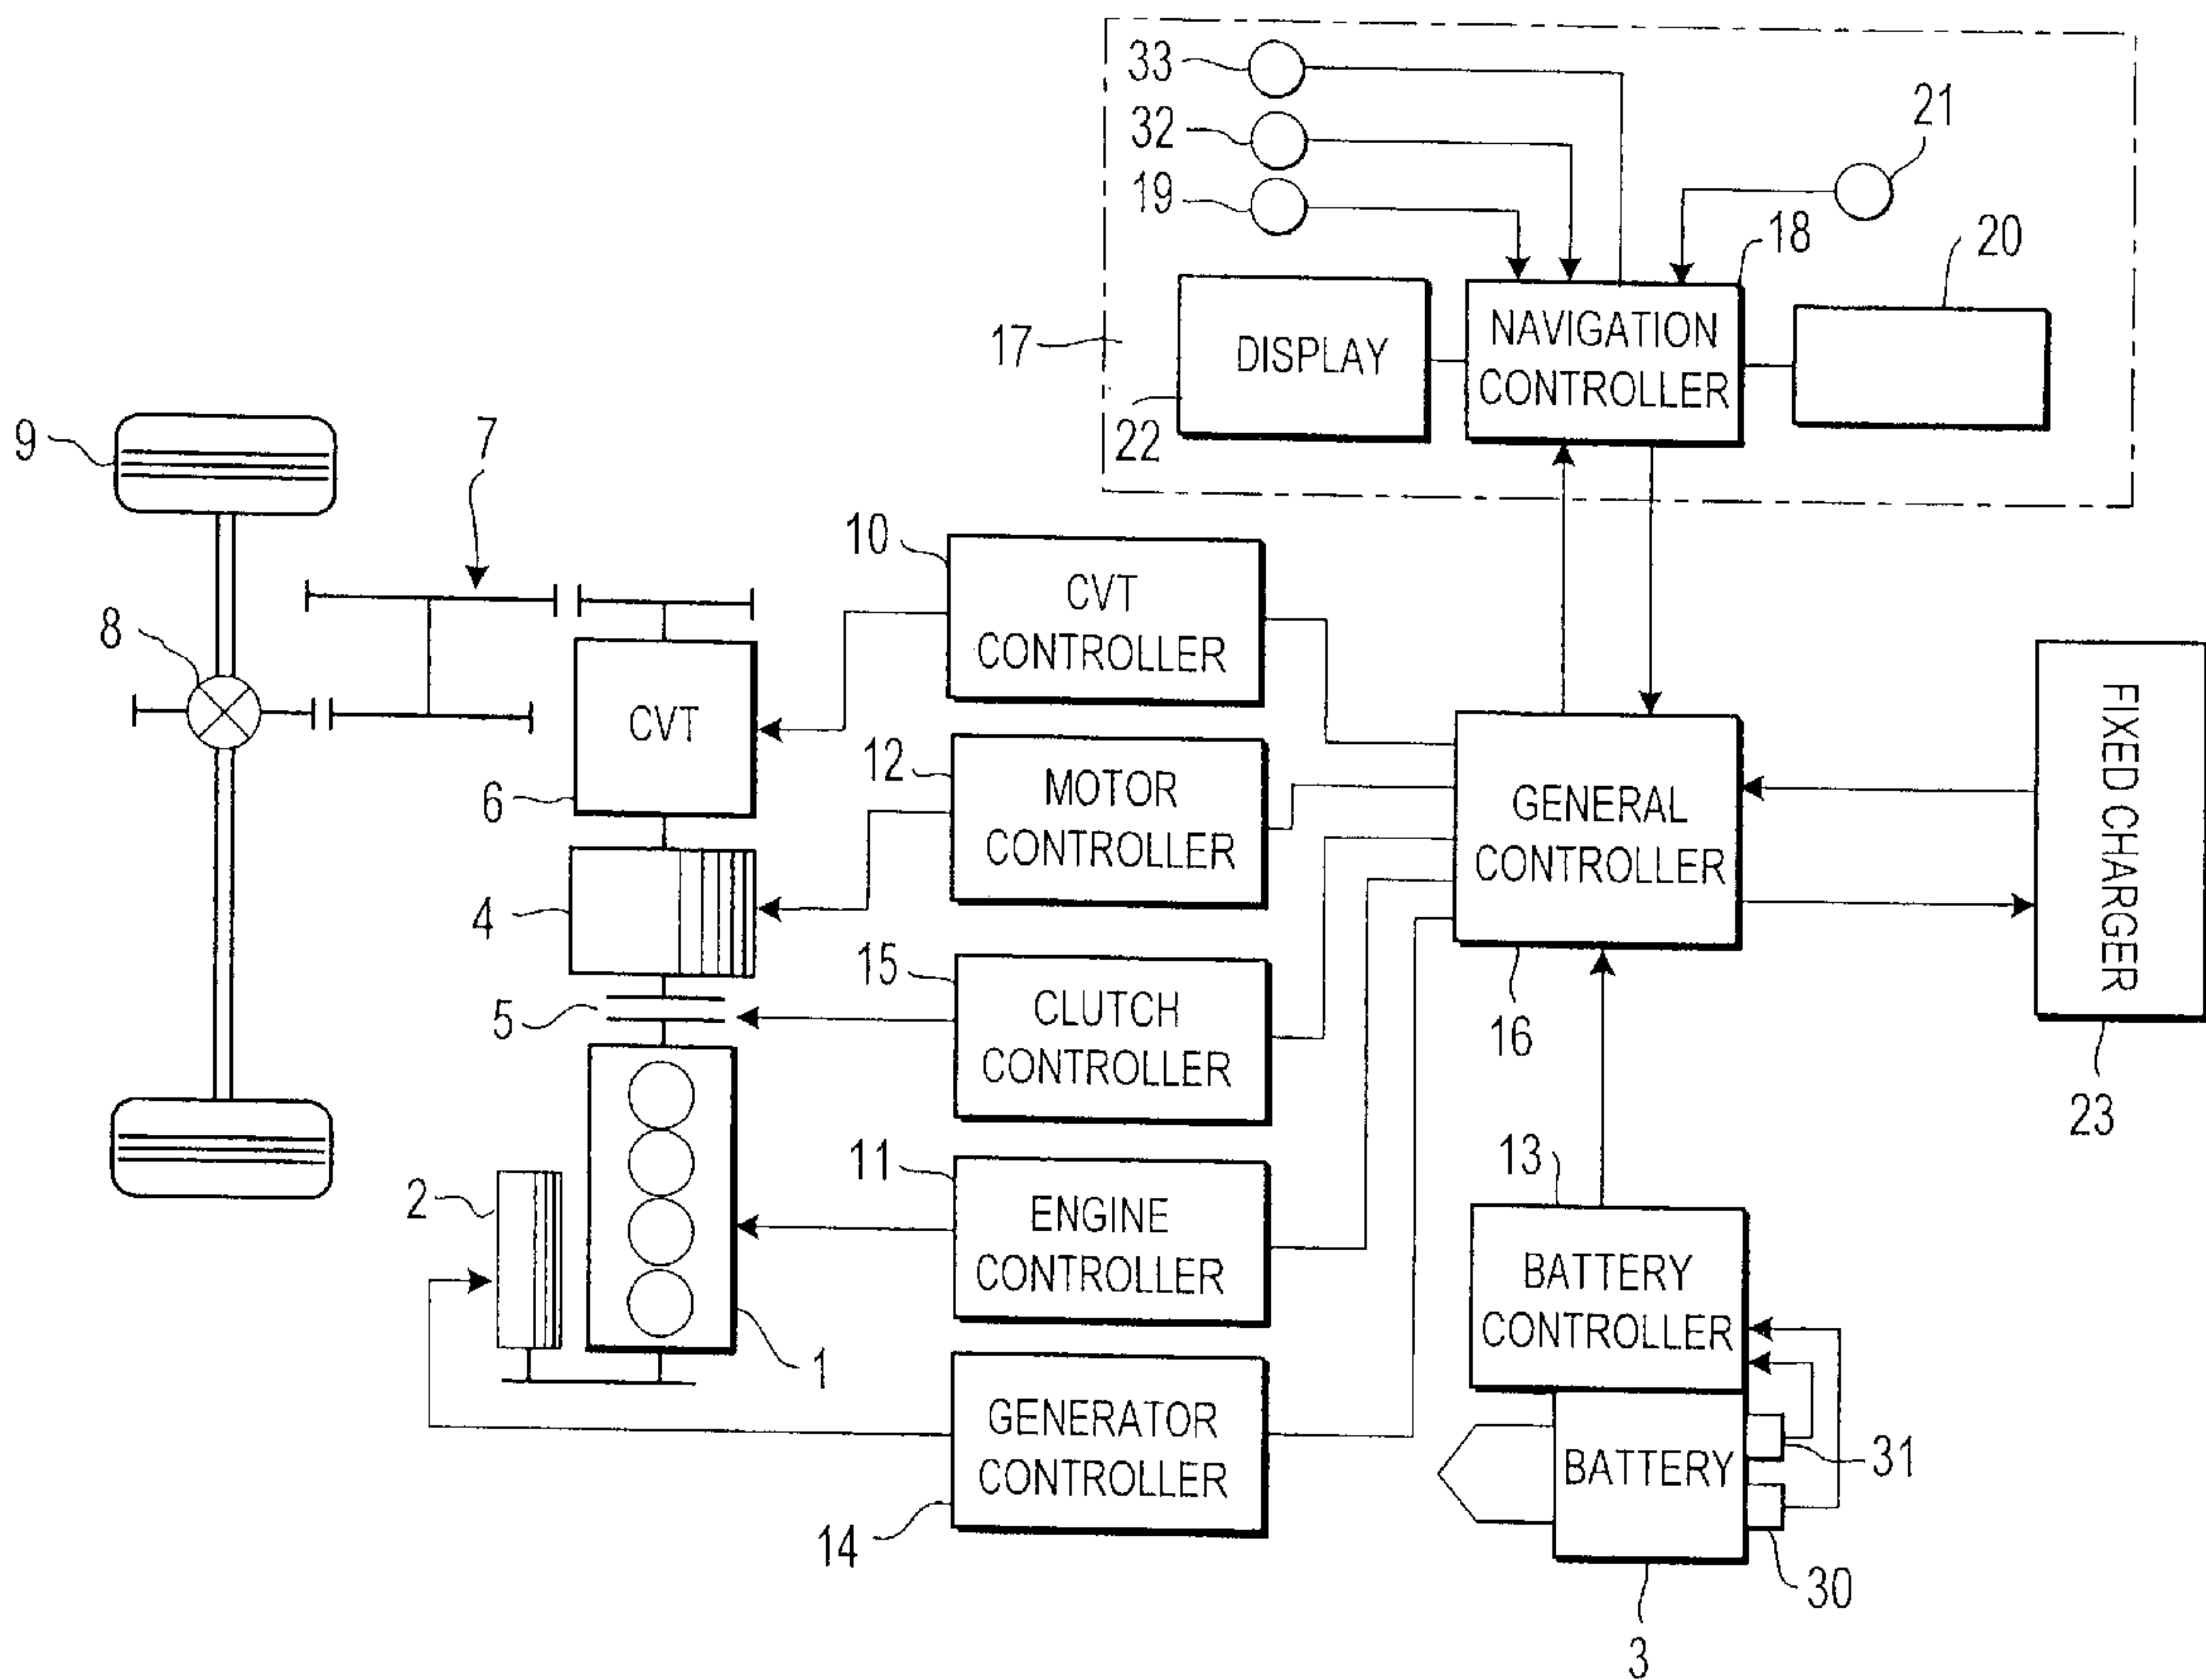 33
32
19
21
18
20
17
DISPLAY
NAVIGATION
CONTROLLER
22
9
7
10
CVT
CONTROLLER
8
CVT
6
12
MOTOR
CONTROLLER
GENERAL
CONTROLLER
16
FIXED CHARGER
23
4
5
15
CLUTCH
CONTROLLER
2
11
ENGINE
CONTROLLER
1
13
BATTERY
CONTROLLER
GENERATOR
CONTROLLER
14
BATTERY
31
30
3